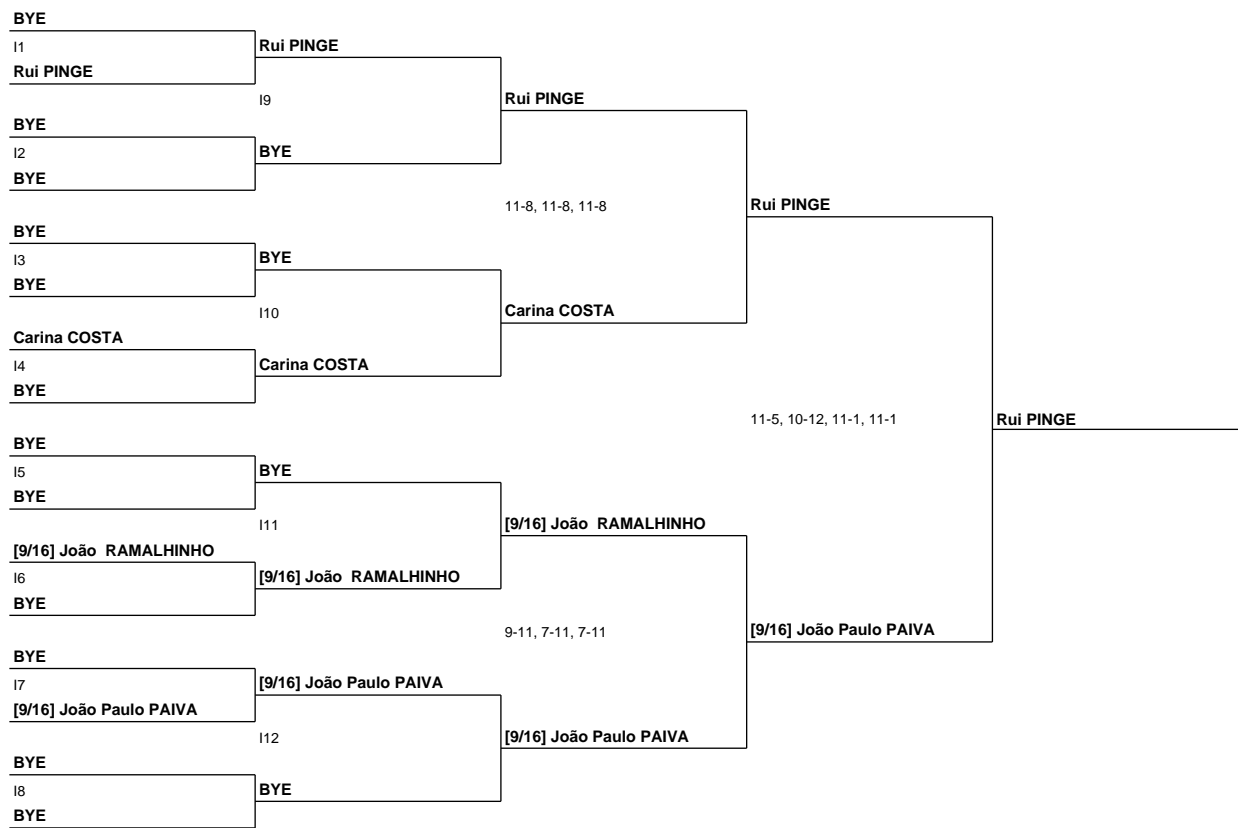 BYE
I1
Rui PINGE
Rui PINGE
I9
Rui PINGE
BYE
I2
BYE
BYE
11-8, 11-8, 11-8
Rui PINGE
BYE
I3
BYE
BYE
I10
Carina COSTA
Carina COSTA
I4
Carina COSTA
BYE
11-5, 10-12, 11-1, 11-1
Rui PINGE
BYE
I5
BYE
BYE
I11
[9/16] João  RAMALHINHO
[9/16] João  RAMALHINHO
I6
[9/16] João  RAMALHINHO
BYE
9-11, 7-11, 7-11
[9/16] João Paulo PAIVA
BYE
I7
[9/16] João Paulo PAIVA
[9/16] João Paulo PAIVA
I12
[9/16] João Paulo PAIVA
BYE
I8
BYE
BYE